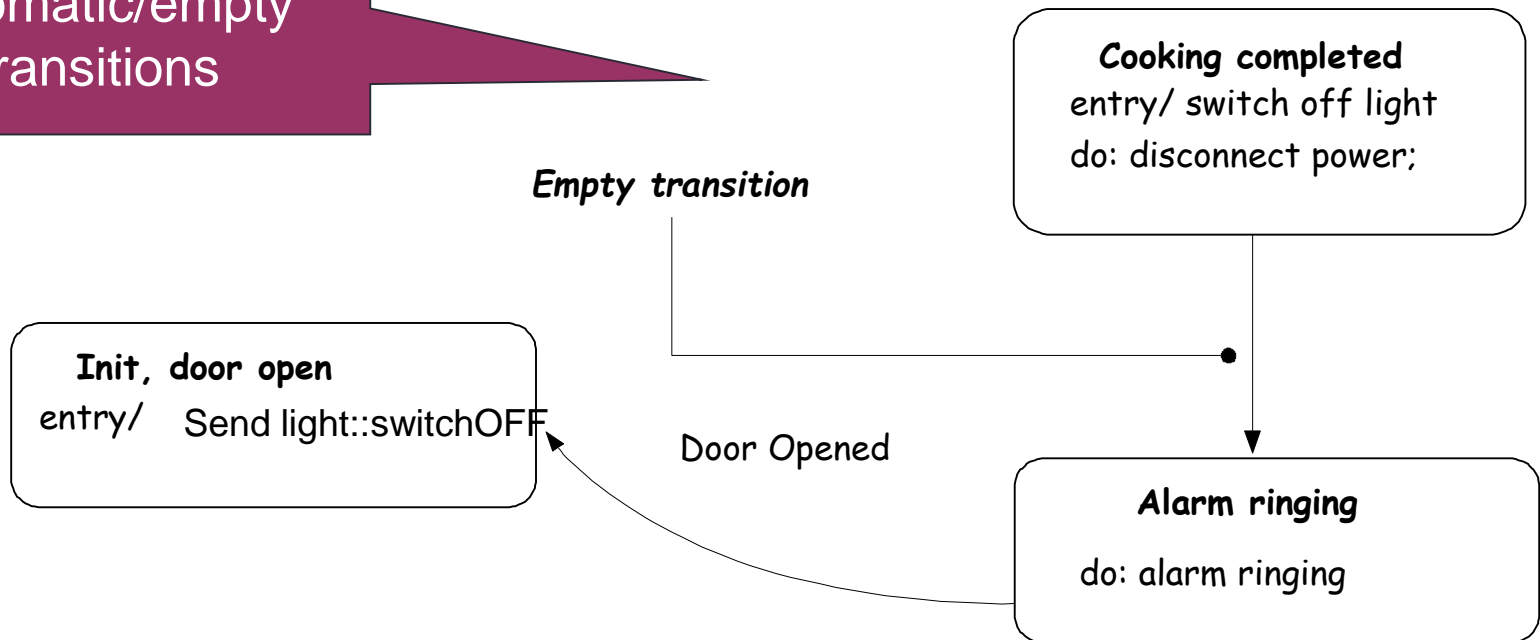 omatic/empty
ransitions
Cooking completed
entry/ switch off light
do: disconnect power;
Empty transition
Init, door open
entry/ Send light::switchOFF
Door Opened
Alarm ringing
do: alarm ringing